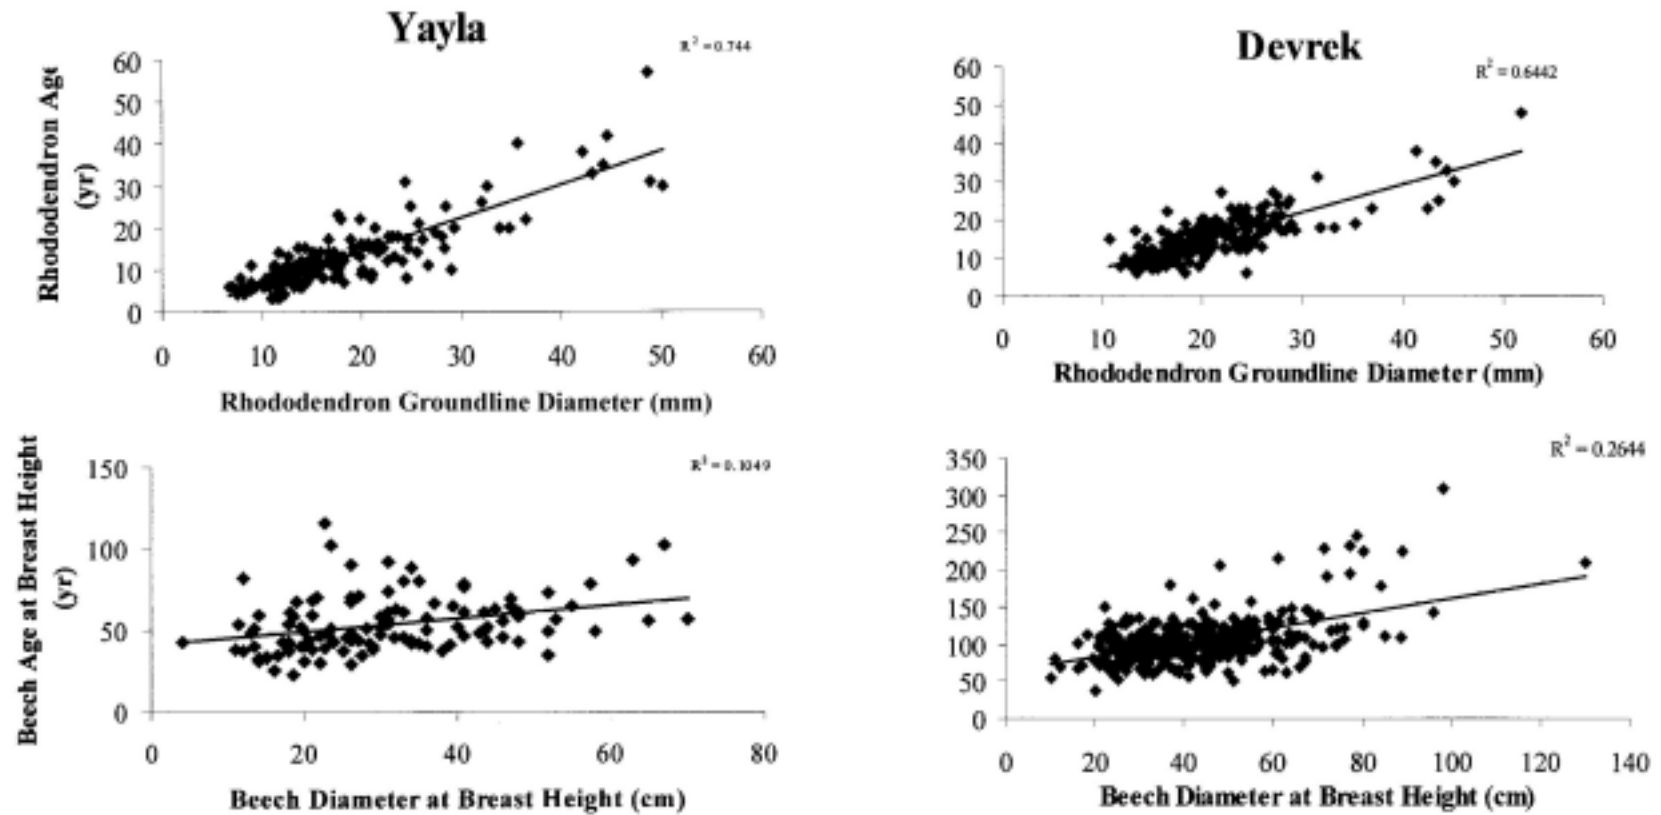 Yayla
R² = 0.744
Rhododendron Age
(yr)
60
50
40
30
20
10
0
0 10 20 30 40 50 60
Rhododendron Groundline Diameter (mm)
Devrek
R² = 0.6442
60
50
40
30
20
10
0
0 10 20 30 40 50 60
Rhododendron Groundline Diameter (mm)
R² = 0.1049
Beech Age at Breast Height
(yr)
150
100
50
0
0 20 40 60 80
Beech Diameter at Breast Height (cm)
R² = 0.2644
350
300
250
200
150
100
50
0
0 20 40 60 80 100 120 140
Beech Diameter at Breast Height (cm)